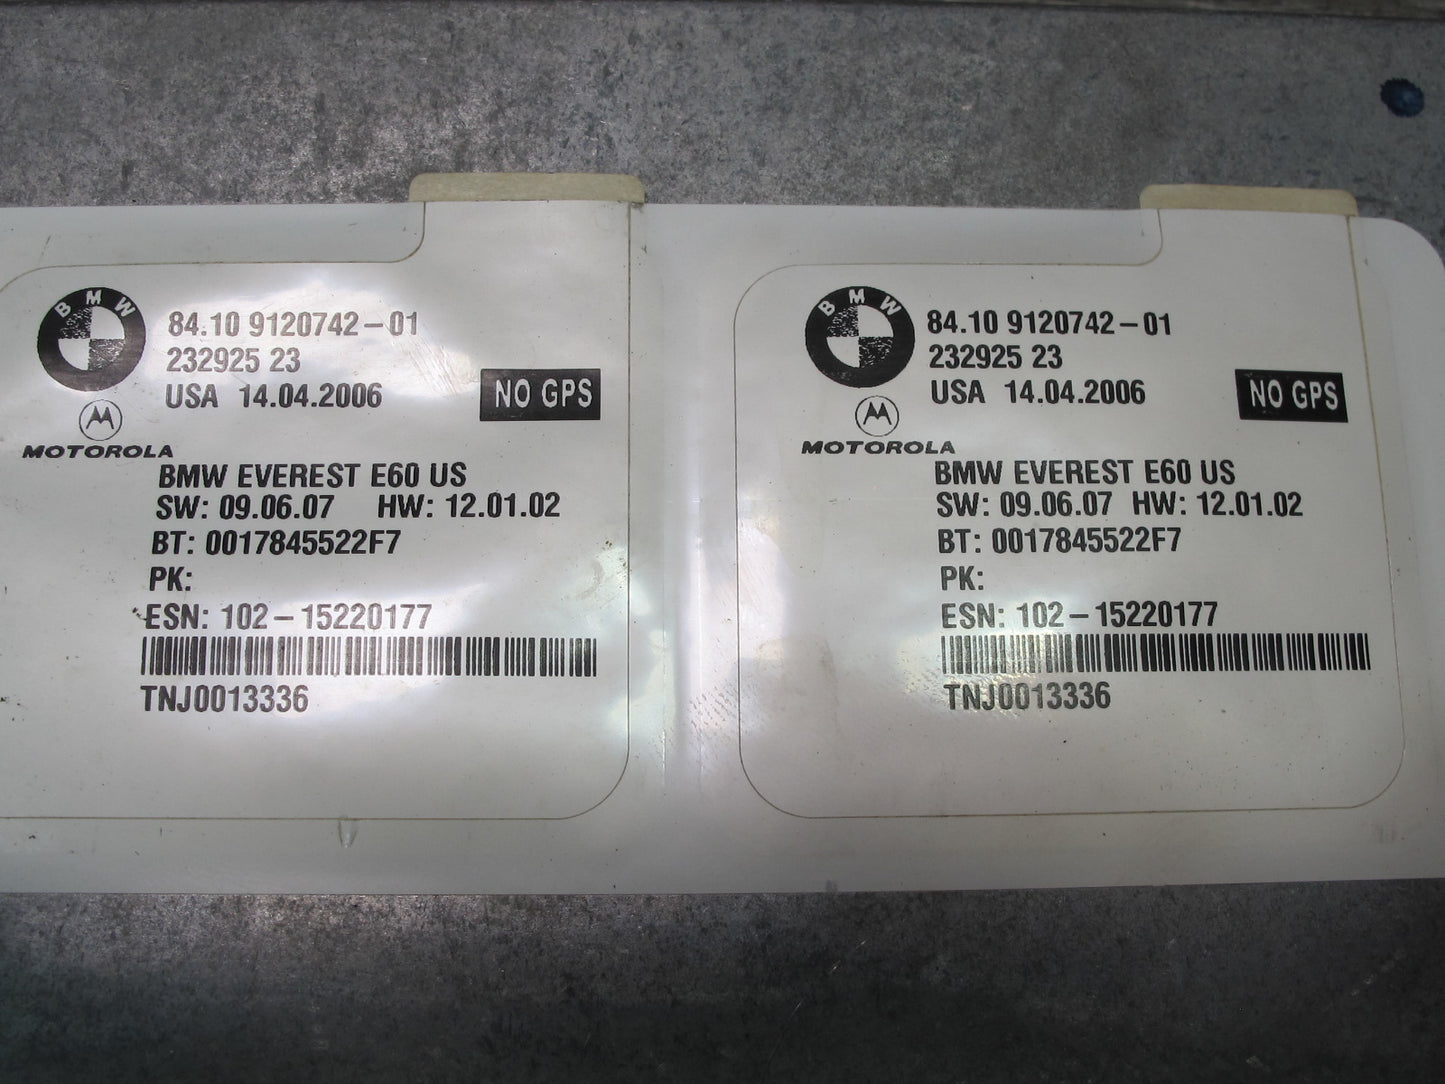 BMW
84.10 9120742-01
232925 23
USA 14.04.2006
NO GPS
MOTOROLA
BMW EVEREST E60 US
SW: 09.06.07 HW: 12.01.02
BT: 0017845522F7
PK:
ESN: 102-15220177
TNJ0013336
BMW
84.10 9120742-01
232925 23
USA 14.04.2006
NO GPS
MOTOROLA
BMW EVEREST E60 US
SW: 09.06.07 HW: 12.01.02
BT: 0017845522F7
PK:
ESN: 102-15220177
TNJ0013336